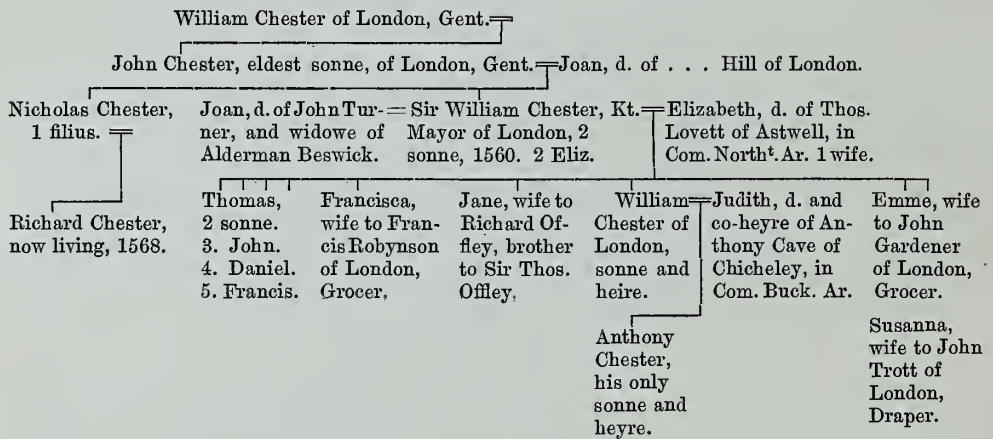 William Chester of London, Gent.
John Chester, eldest sonne, of London, Gent.
Joan, d. of . . . Hill of London.
Nicholas Chester,
1 filius.
Joan, d. of John Tur-
ner, and widowe of
Alderman Beswick.
Sir William Chester, Kt.
Mayor of London, 2
sonne, 1560. 2 Eliz.
Elizabeth, d. of Thos.
Lovett of Astwell, in
Com. Northt. Ar. 1 wife.
Richard Chester,
now living, 1568.
Thomas,
2 sonne.
3. John.
4. Daniel.
5. Francis.
Francisca,
wife to Fran-
cis Robynson
of London,
Grocer.
Jane, wife to
Richard Of-
fley, brother
to Sir Thos.
Offley.
William
Chester of
London,
sonne and
heire.
Judith, d. and
co-heyre of An-
thony Cave of
Chicheley, in
Com. Buck. Ar.
Emme, wife
to John
Gardener
of London,
Grocer.
Anthony
Chester,
his only
sonne and
heyre.
Susanna,
wife to John
Trott of
London,
Draper.